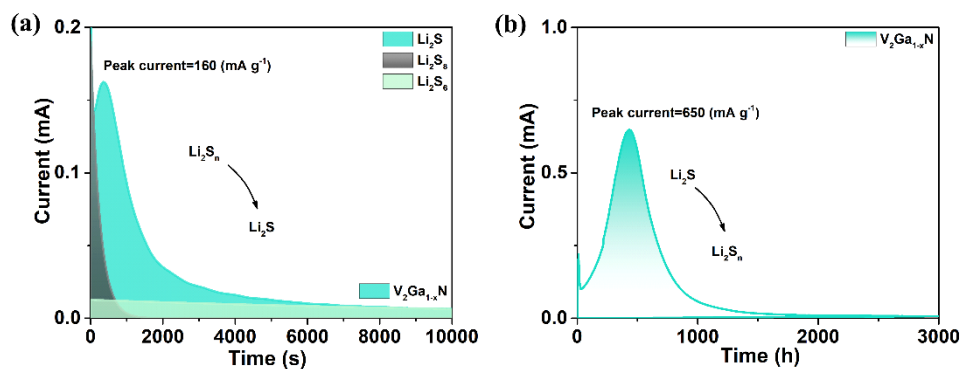 (a)
0.2
0.1
0.0
Current (mA)
Li₂S
Li₂S₈
Li₂S₆
Peak current=160 (mA g⁻¹)
Li₂Sₙ
Li₂S
V₂Ga₁₋ₓN
0 2000 4000 6000 8000 10000
Time (s)
(b)
1.0
0.5
0.0
Current (mA)
V₂Ga₁₋ₓN
Peak current=650 (mA g⁻¹)
Li₂S
Li₂Sₙ
0 1000 2000 3000
Time (h)